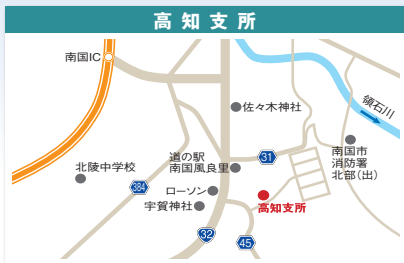 高知支所
南国IC
佐々木神社
領石川
南国市
消防署
北部(出)
道の駅
南国風良里
31
北陵中学校
384
ローソン
宇賀神社
高知支所
32
45